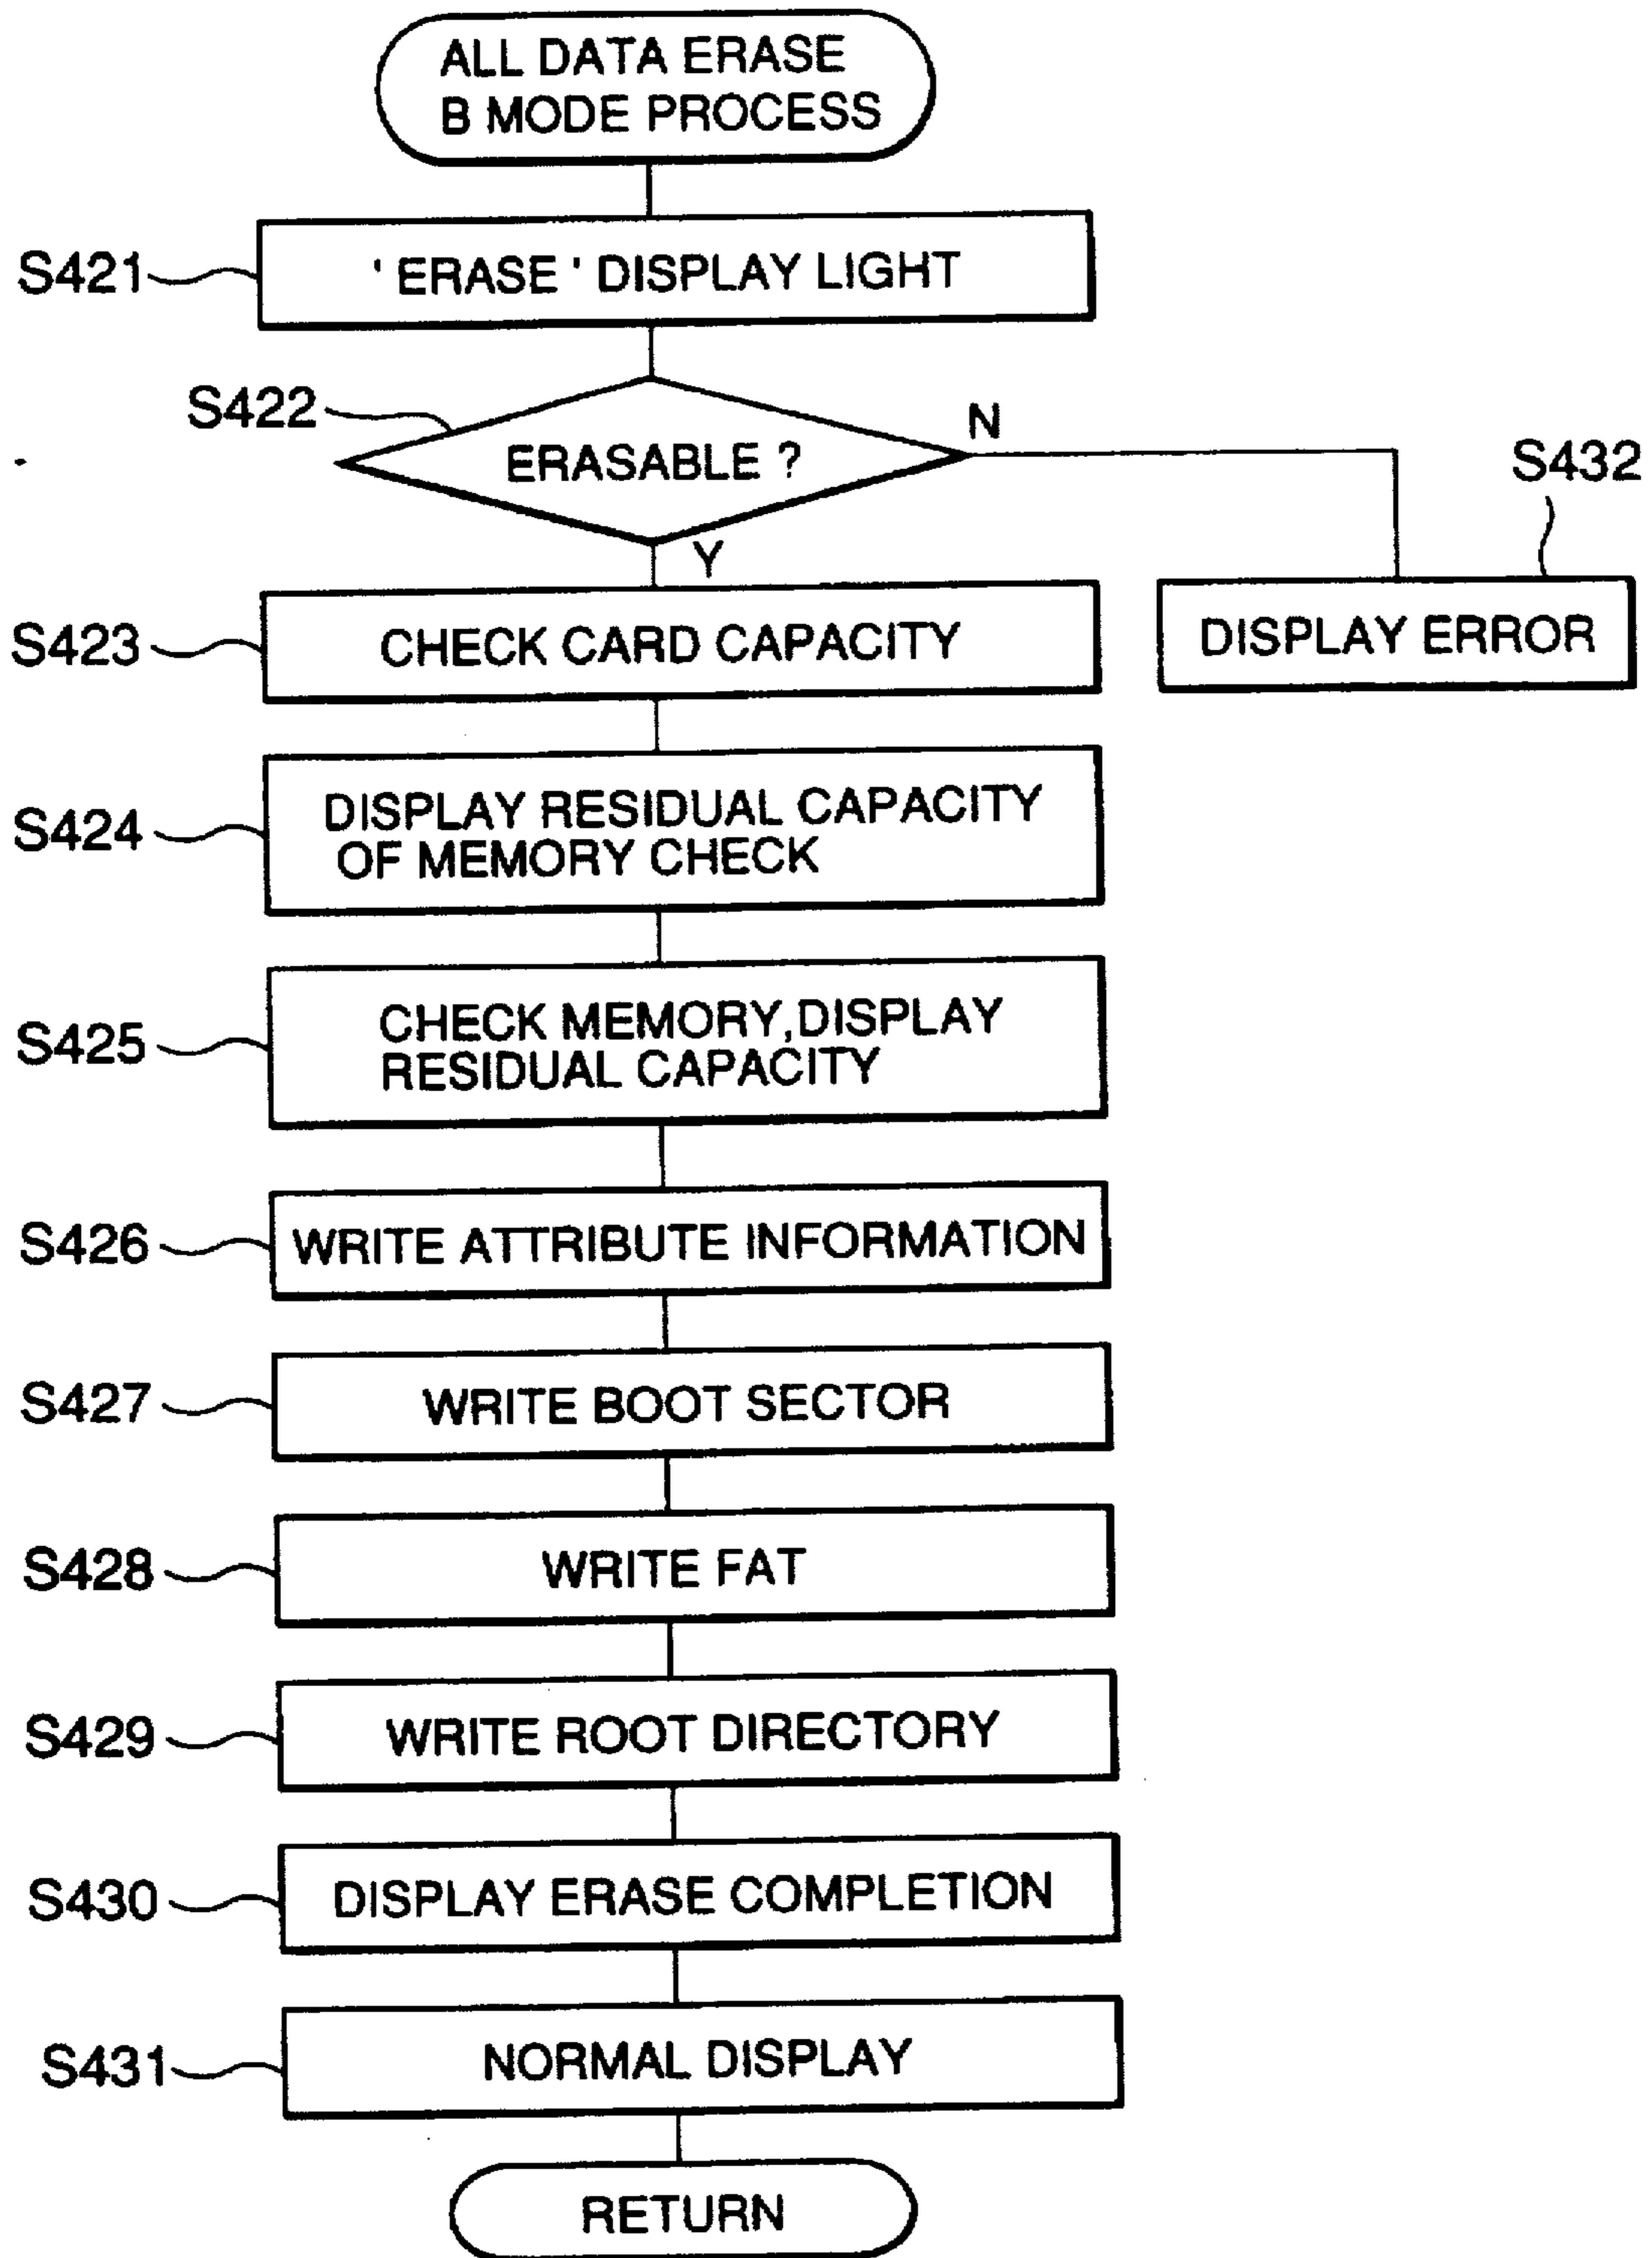 ALL DATA ERASE
B MODE PROCESS
S421
' ERASE ' DISPLAY LIGHT
S422
ERASABLE ?
N
Y
S432
DISPLAY ERROR
S423
CHECK CARD CAPACITY
S424
DISPLAY RESIDUAL CAPACITY
OF MEMORY CHECK
S425
CHECK MEMORY,DISPLAY
RESIDUAL CAPACITY
S426
WRITE ATTRIBUTE INFORMATION
S427
WRITE BOOT SECTOR
S428
WRITE FAT
S429
WRITE ROOT DIRECTORY
S430
DISPLAY ERASE COMPLETION
S431
NORMAL DISPLAY
RETURN